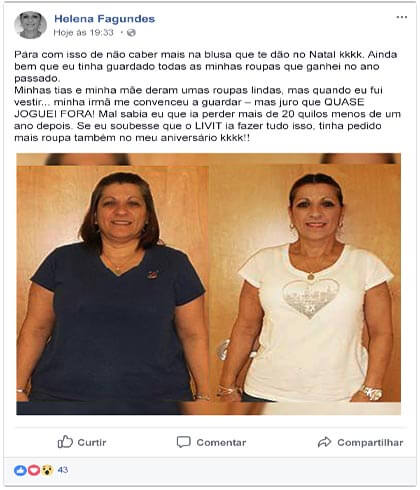 Helena Fagundes
Hoje às 19:33
Pára com isso de não caber mais na blusa que te dão no Natal kkkk. Ainda
bem que eu tinha guardado todas as minhas roupas que ganhei no ano
passado.
Minhas tias e minha mãe deram umas roupas lindas, mas quando eu fui
vestir... minha irmã me convenceu a guardar – mas juro que QUASE
JOGUEI FORA! Mal sabia eu que ia perder mais de 20 quilos menos de um
ano depois. Se eu soubesse que o LIVIT ia fazer tudo isso, tinha pedido
mais roupa também no meu aniversário kkkk!!
Curtir
Comentar
Compartilhar
43